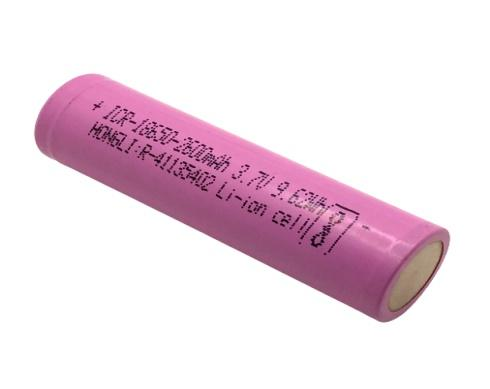 + ICR-18650-2600mAh 3.7V 9.62Wh -
HONGLI:R-41135A02 Li-ion cell